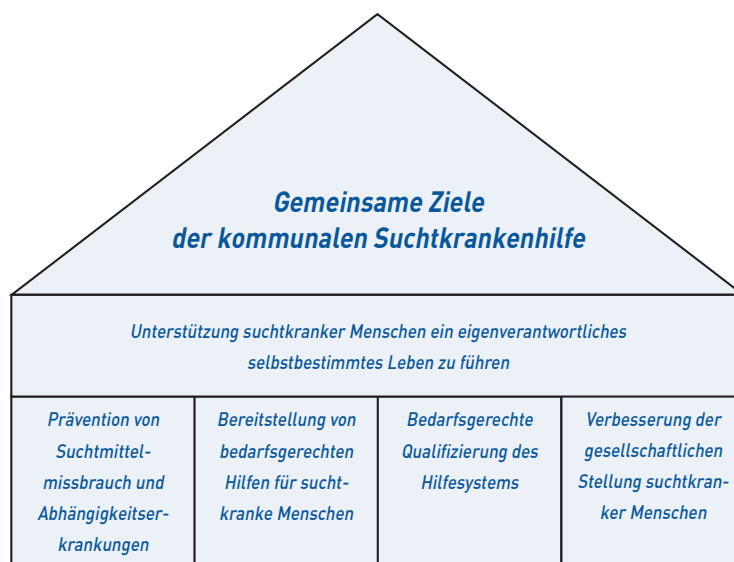 Gemeinsame Ziele
der kommunalen Suchtkrankenhilfe
Unterstützung suchtkranker Menschen ein eigenverantwortliches
selbstbestimmtes Leben zu führen
Prävention von
Suchtmittel-
missbrauch und
Abhängigkeitser-
krankungen
Bereitstellung von
bedarfsgerechten
Hilfen für sucht-
kranke Menschen
Bedarfsgerechte
Qualifizierung des
Hilfesystems
Verbesserung der
gesellschaftlichen
Stellung suchtkran-
ker Menschen